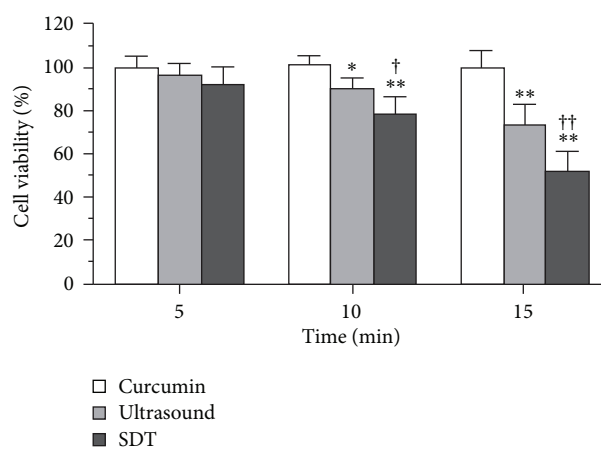 120
100
80
60
40
20
0
Cell viability (%)
*
†
**
**
††
**
5 10 15
Time (min)
Curcumin
Ultrasound
SDT